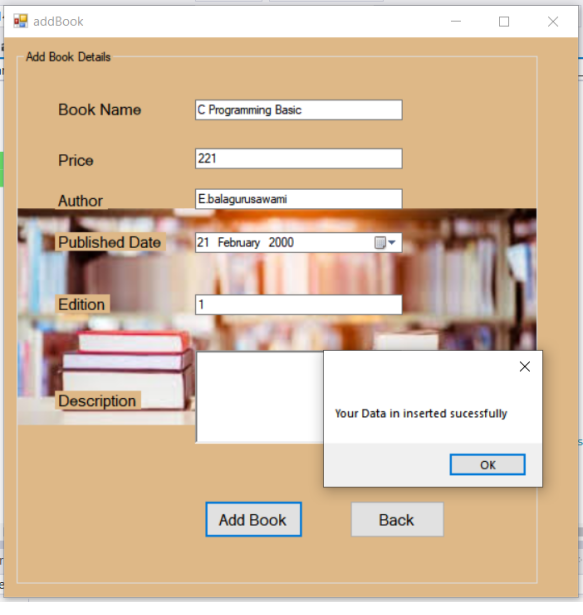 addBook
Add Book Details
Book Name
C Programming Basic
Price
221
Author
E.balagurusawami
Published Date
21 February 2000
Edition
1
Description
Your Data in inserted sucessfully
OK
Add Book
Back